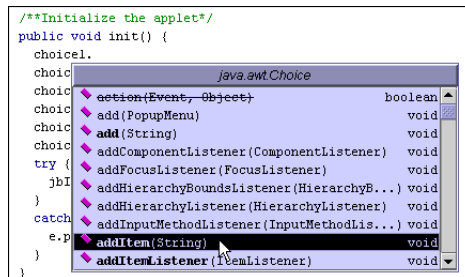 /**Initialize the applet*/
public void init() {
choice1.
choic
java.awt.Choice
choic
action(Event, Object) boolean
choic
add(PopupMenu) void
choic
add(String) void
choic
addComponentListener(ComponentListener) void
try {
addFocusListener(FocusListener) void
jbI
addHierarchyBoundsListener(HierarchyB...) void
}
addHierarchyListener(HierarchyListener) void
catch
addInputMethodListener(InputMethodLis...) void
e.p
addItem(String) void
}
addItemListener(ItemListener) void
}